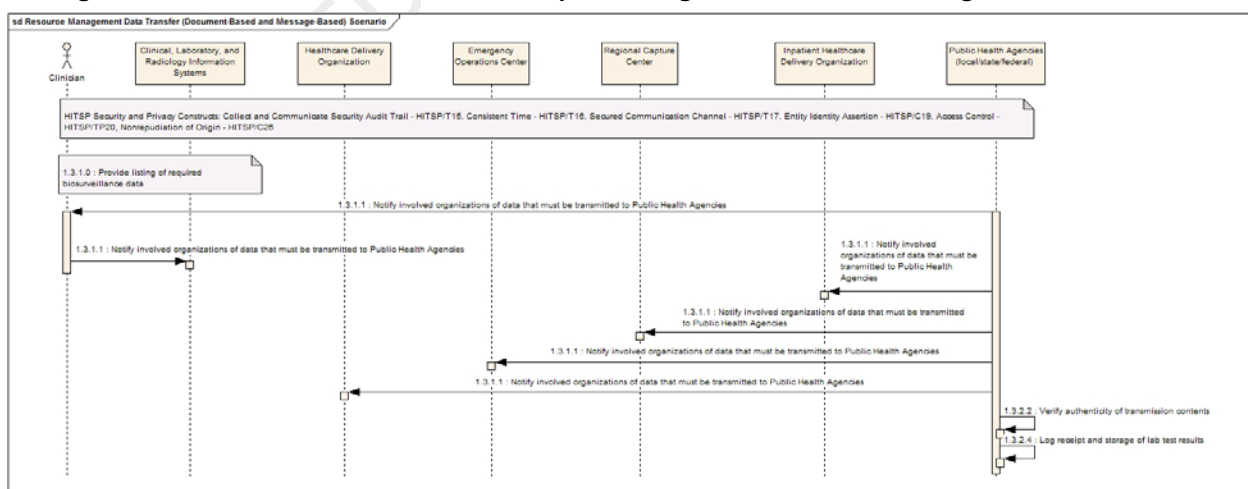 sd Resource Management Data Transfer (Document-Based and Message-Based) Scenario
Clinician
Clinical, Laboratory, and
Radiology Information
Systems
Healthcare Delivery
Organization
Emergency
Operations Center
Regional Capture
Center
Inpatient Healthcare
Delivery Organization
Public Health Agencies
(local/state/federal)
HITSP Security and Privacy Constructs: Collect and Communicate Security Audit Trail - HITSP/T15, Consistent Time - HITSP/T16, Secured Communication Channel - HITSP/T17, Entity Identity Assertion - HITSP/C19, Access Control -
HITSP/TP20, Nonrepudiation of Origin - HITSP/C26
1.3.1.0 : Provide listing of required
biosurveillance data
1.3.1.1 : Notify involved organizations of data that must be transmitted to Public Health Agencies
1.3.1.1 : Notify involved organizations of data that must be transmitted to Public Health Agencies
1.3.1.1 : Notify involved
organizations of data that must be
transmitted to Public Health
Agencies
1.3.1.1 : Notify involved organizations of data that must be transmitted
to Public Health Agencies
1.3.1.1 : Notify involved organizations of data that must be transmitted to Public Health Agencies
1.3.1.1 : Notify involved organizations of data that must be transmitted to Public Health Agencies
1.3.2.2 : Verify authenticity of transmission contents
1.3.2.4 : Log receipt and storage of lab test results